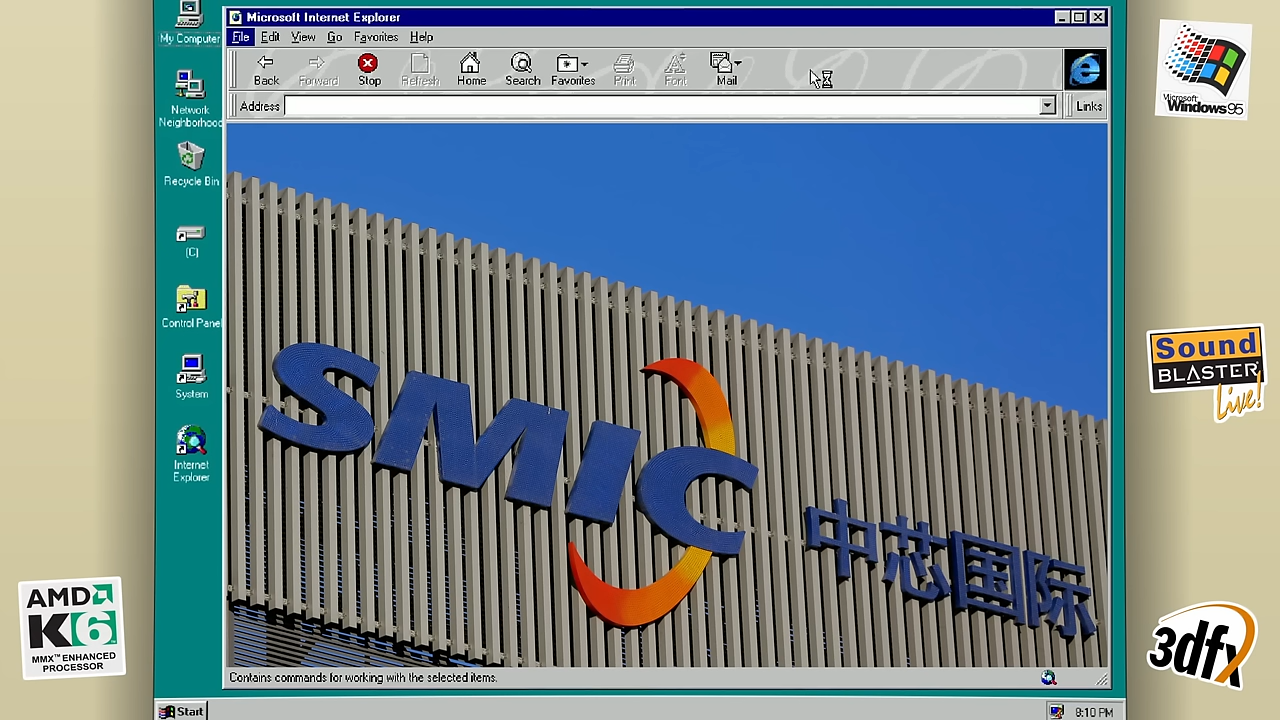 My Computer
Network
Neighborhood
Recycle Bin
(C)
Control Panel
System
Internet
Explorer
Microsoft Internet Explorer
File Edit View Go Favorites Help
Back Forward Stop Refresh Home Search Favorites Print Font Mail
Address
Links
SMIC
中芯国际
Contains commands for working with the selected items.
Start
8:10 PM
Microsoft
Windows 95
Sound
BLASTER
Live!
AMD
K6
MMX™ ENHANCED
PROCESSOR
3dfx